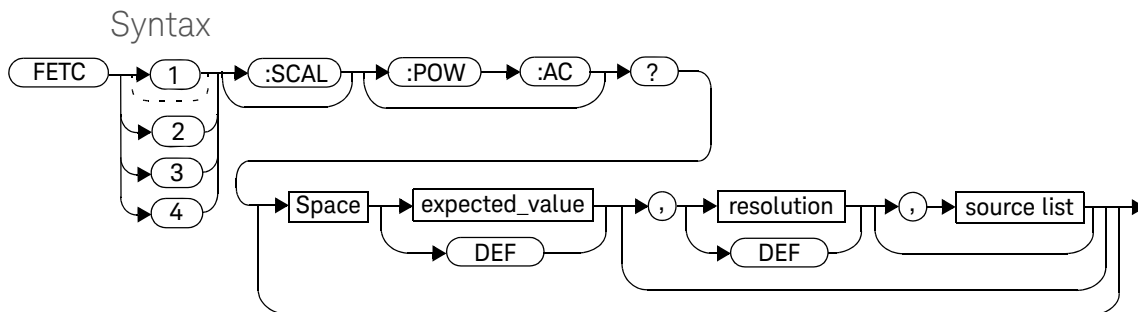 Syntax
FETC 1 :SCAL :POW :AC ?
2
3
4
Space expected_value , resolution , source list
DEF DEF